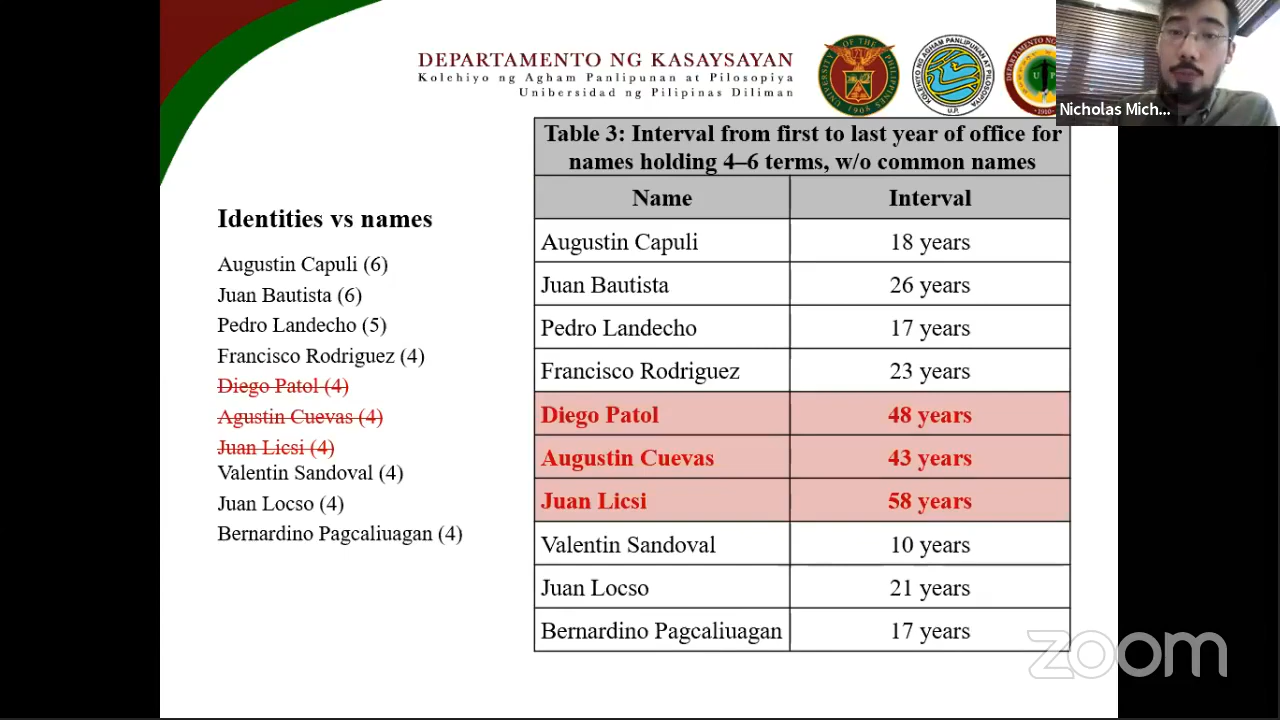 DEPARTAMENTO NG KASAYSAYAN
Kolehiyo ng Agham Panlipunan at Pilosopiya
Unibersidad ng Pilipinas Diliman
UNIVERSITY OF THE PHILIPPINES
1908
U.P.
Nicholas Mich...
Identities vs names
Augustin Capuli (6)
Juan Bautista (6)
Pedro Landecho (5)
Francisco Rodriguez (4)
Diego Patol (4)
Agustin Cuevas (4)
Juan Licsi (4)
Valentin Sandoval (4)
Juan Locso (4)
Bernardino Pagcaliuagan (4)
Table 3: Interval from first to last year of office for
names holding 4–6 terms, w/o common names
Name Interval
Augustin Capuli 18 years
Juan Bautista 26 years
Pedro Landecho 17 years
Francisco Rodriguez 23 years
Diego Patol 48 years
Augustin Cuevas 43 years
Juan Licsi 58 years
Valentin Sandoval 10 years
Juan Locso 21 years
Bernardino Pagcaliuagan 17 years
zoom